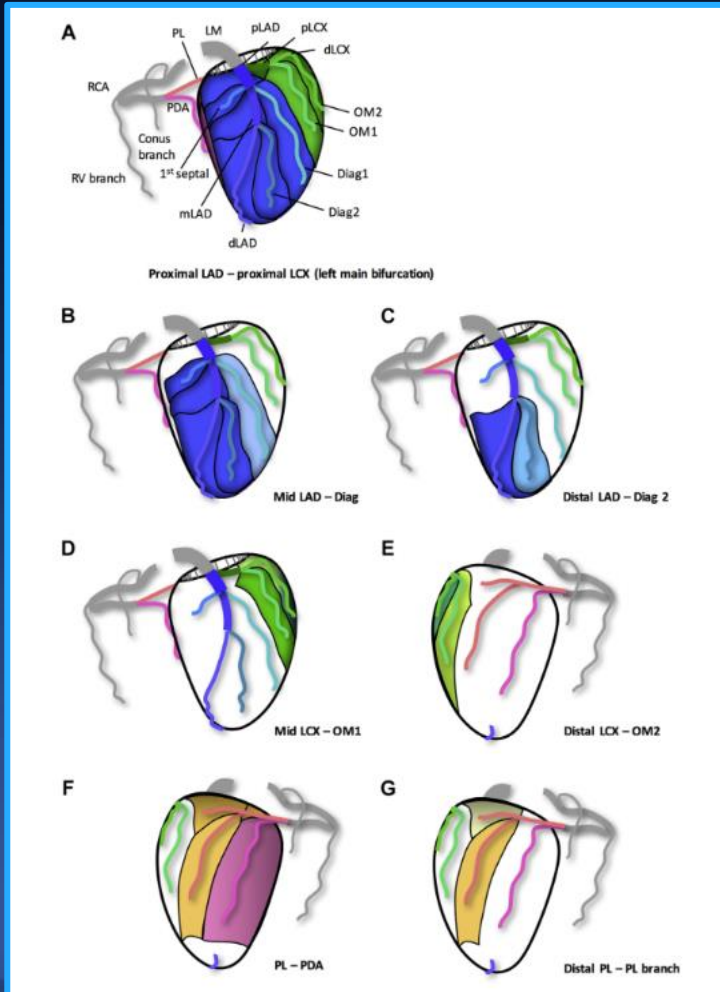 A
PL
LM
pLAD
pLCX
dLCX
RCA
PDA
OM2
OM1
Conus
branch
1st septal
RV branch
Diag1
mLAD
Diag2
dLAD
Proximal LAD – proximal LCX (left main bifurcation)
B
C
Mid LAD – Diag
Distal LAD – Diag 2
D
E
Mid LCX – OM1
Distal LCX – OM2
F
G
PL – PDA
Distal PL – PL branch